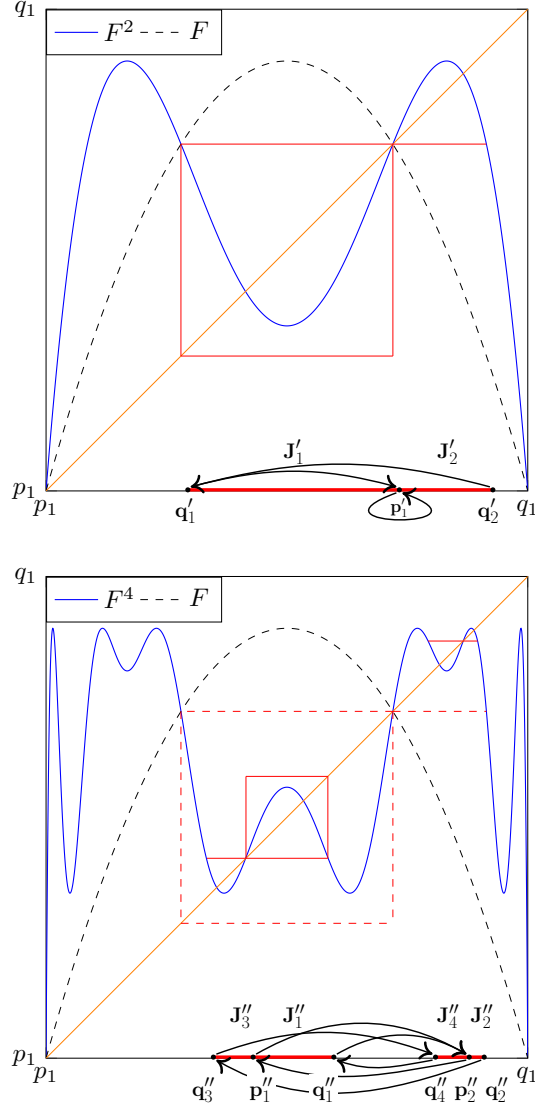 q₁
F² F
J′₁ J′₂
p₁
p₁ q′₁ p′₁ q′₂ q₁
q₁
F⁴ F
J″₃ J″₁ J″₄ J″₂
p₁
p₁ q₁
q″₃ p″₁ q″₁ q″₄ p″₂ q″₂